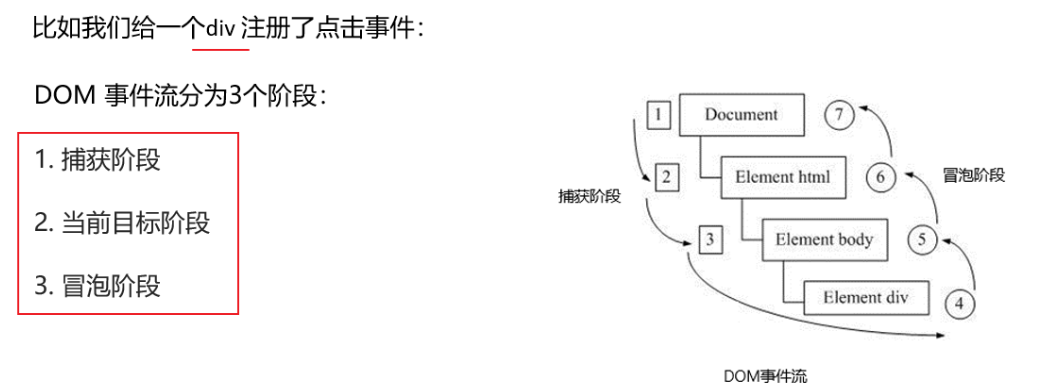 比如我们给一个div 注册了点击事件：
DOM 事件流分为3个阶段：
1. 捕获阶段
2. 当前目标阶段
3. 冒泡阶段
1 Document 7
2 Element html 6
捕获阶段
冒泡阶段
3 Element body 5
Element div 4
DOM事件流